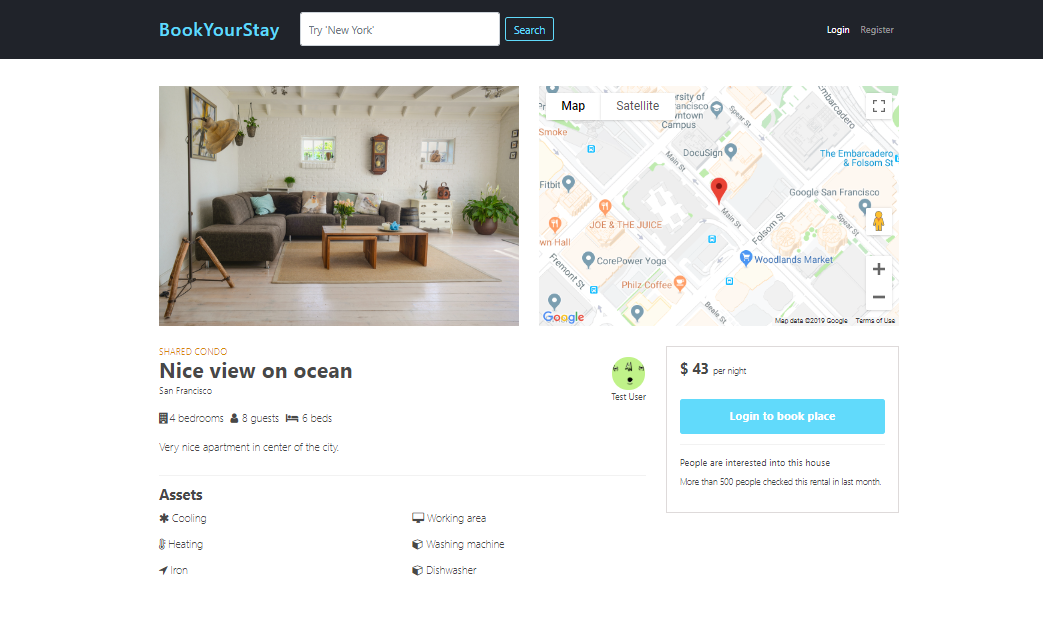 BookYourStay
Try 'New York'
Search
Login
Register
Map
Satellite
ersity of
ancisco
wntown
Campus
Spear St
Embarcadero
Smoke
DocuSign
Main St
The Embarcadero
& Folsom St
Fitbit
Google San Francisco
JOE & THE JUICE
Main St
Folsom St
Spear St
wn Hall
Fremont St
CorePower Yoga
Woodlands Market
Philz Coffee
Beale St
Google
Map data ©2019 Google
Terms of Use
SHARED CONDO
Nice view on ocean
San Francisco
4 bedrooms 8 guests 6 beds
Very nice apartment in center of the city.
Test User
$ 43 per night
Login to book place
People are interested into this house
More than 500 people checked this rental in last month.
Assets
Cooling
Working area
Heating
Washing machine
Iron
Dishwasher